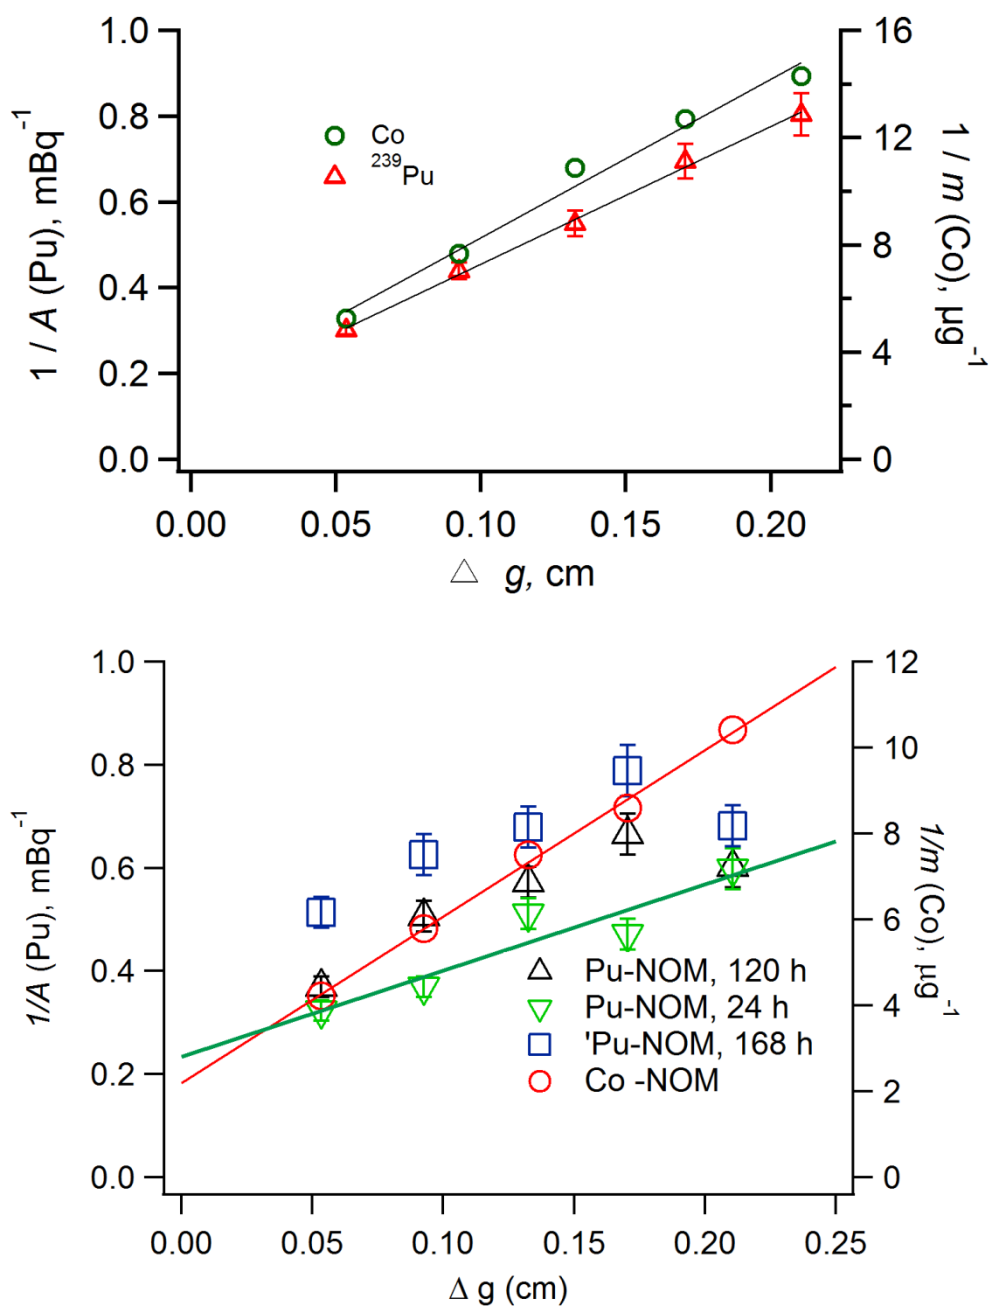 1.0
0.8
0.6
0.4
0.2
0.0
1 / A (Pu), mBq⁻¹
Co
²³⁹Pu
16
12
8
4
0
1 / m (Co), µg⁻¹
0.00 0.05 0.10 0.15 0.20
△ g, cm
1.0
0.8
0.6
0.4
0.2
0.0
1/A (Pu), mBq⁻¹
Pu-NOM, 120 h
Pu-NOM, 24 h
'Pu-NOM, 168 h
Co -NOM
12
10
8
6
4
2
0
1/m (Co), µg⁻¹
0.00 0.05 0.10 0.15 0.20 0.25
Δ g (cm)